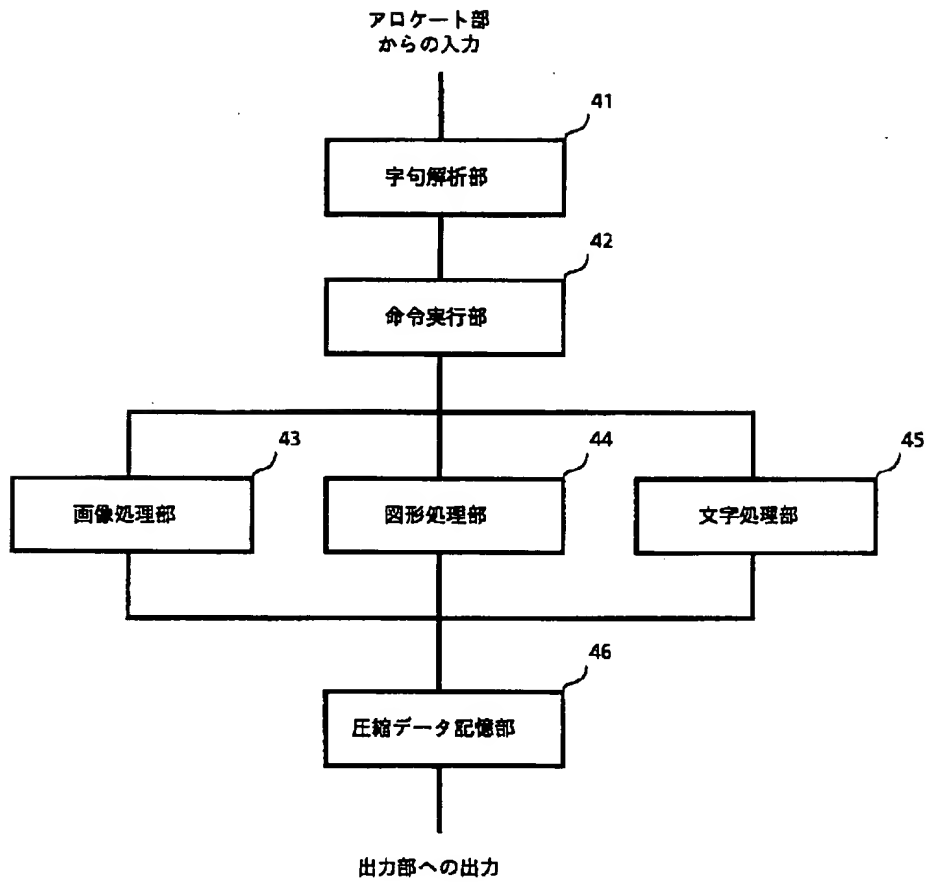 アロケート部
からの入力
41
字句解析部
42
命令実行部
43
画像処理部
44
図形処理部
45
文字処理部
46
圧縮データ記憶部
出力部への出力